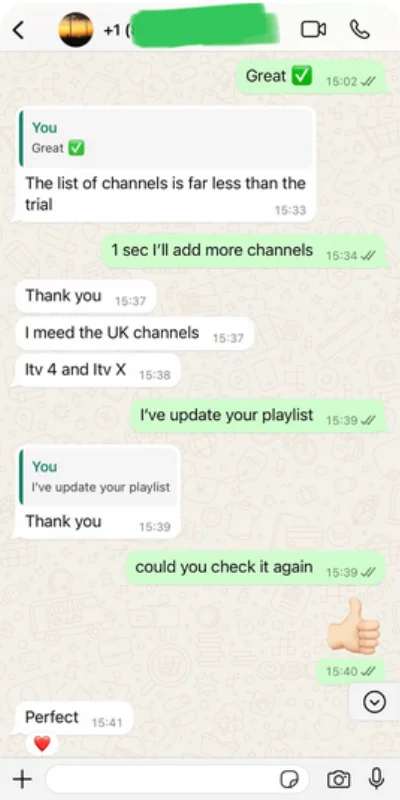 +1 (
Great ✅ 15:02
You
Great ✅
The list of channels is far less than the
trial
15:33
1 sec I'll add more channels 15:34
Thank you 15:37
I meed the UK channels 15:37
Itv 4 and Itv X 15:38
I've update your playlist 15:39
You
I've update your playlist
Thank you 15:39
could you check it again 15:39
👍🏻
15:40
Perfect 15:41
❤️